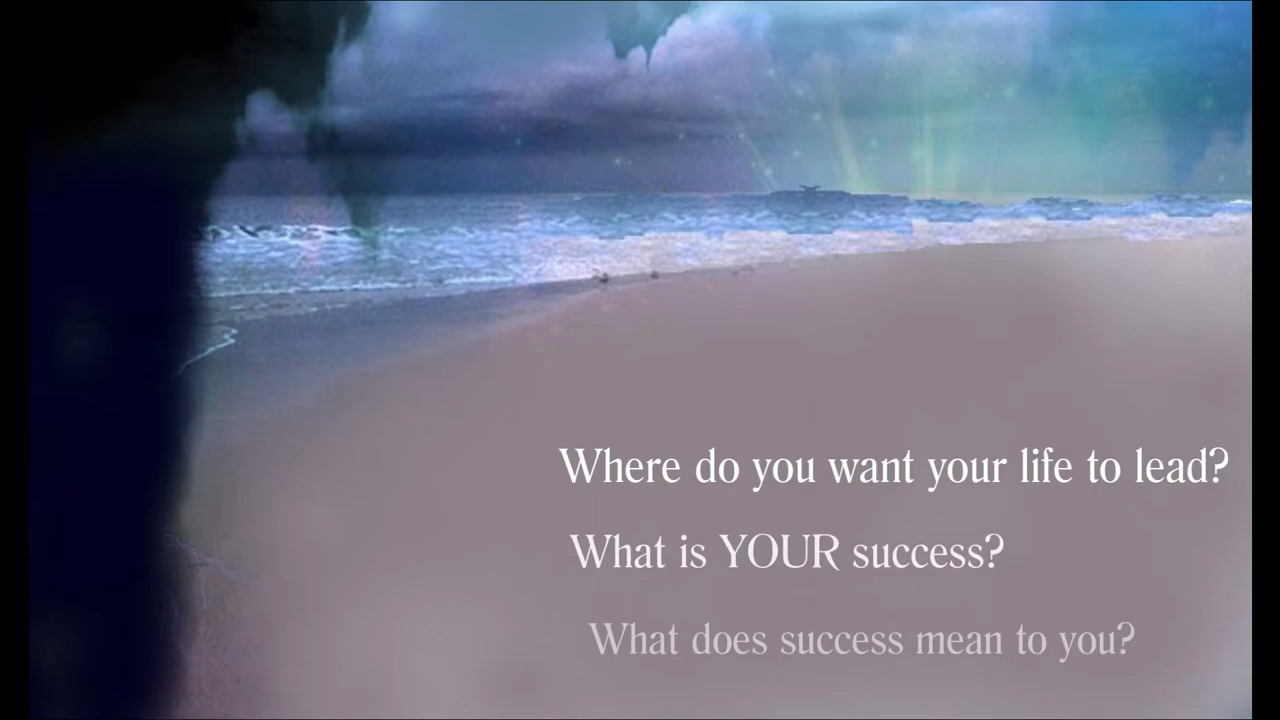 Where do you want your life to lead?
What is YOUR success?
What does success mean to you?